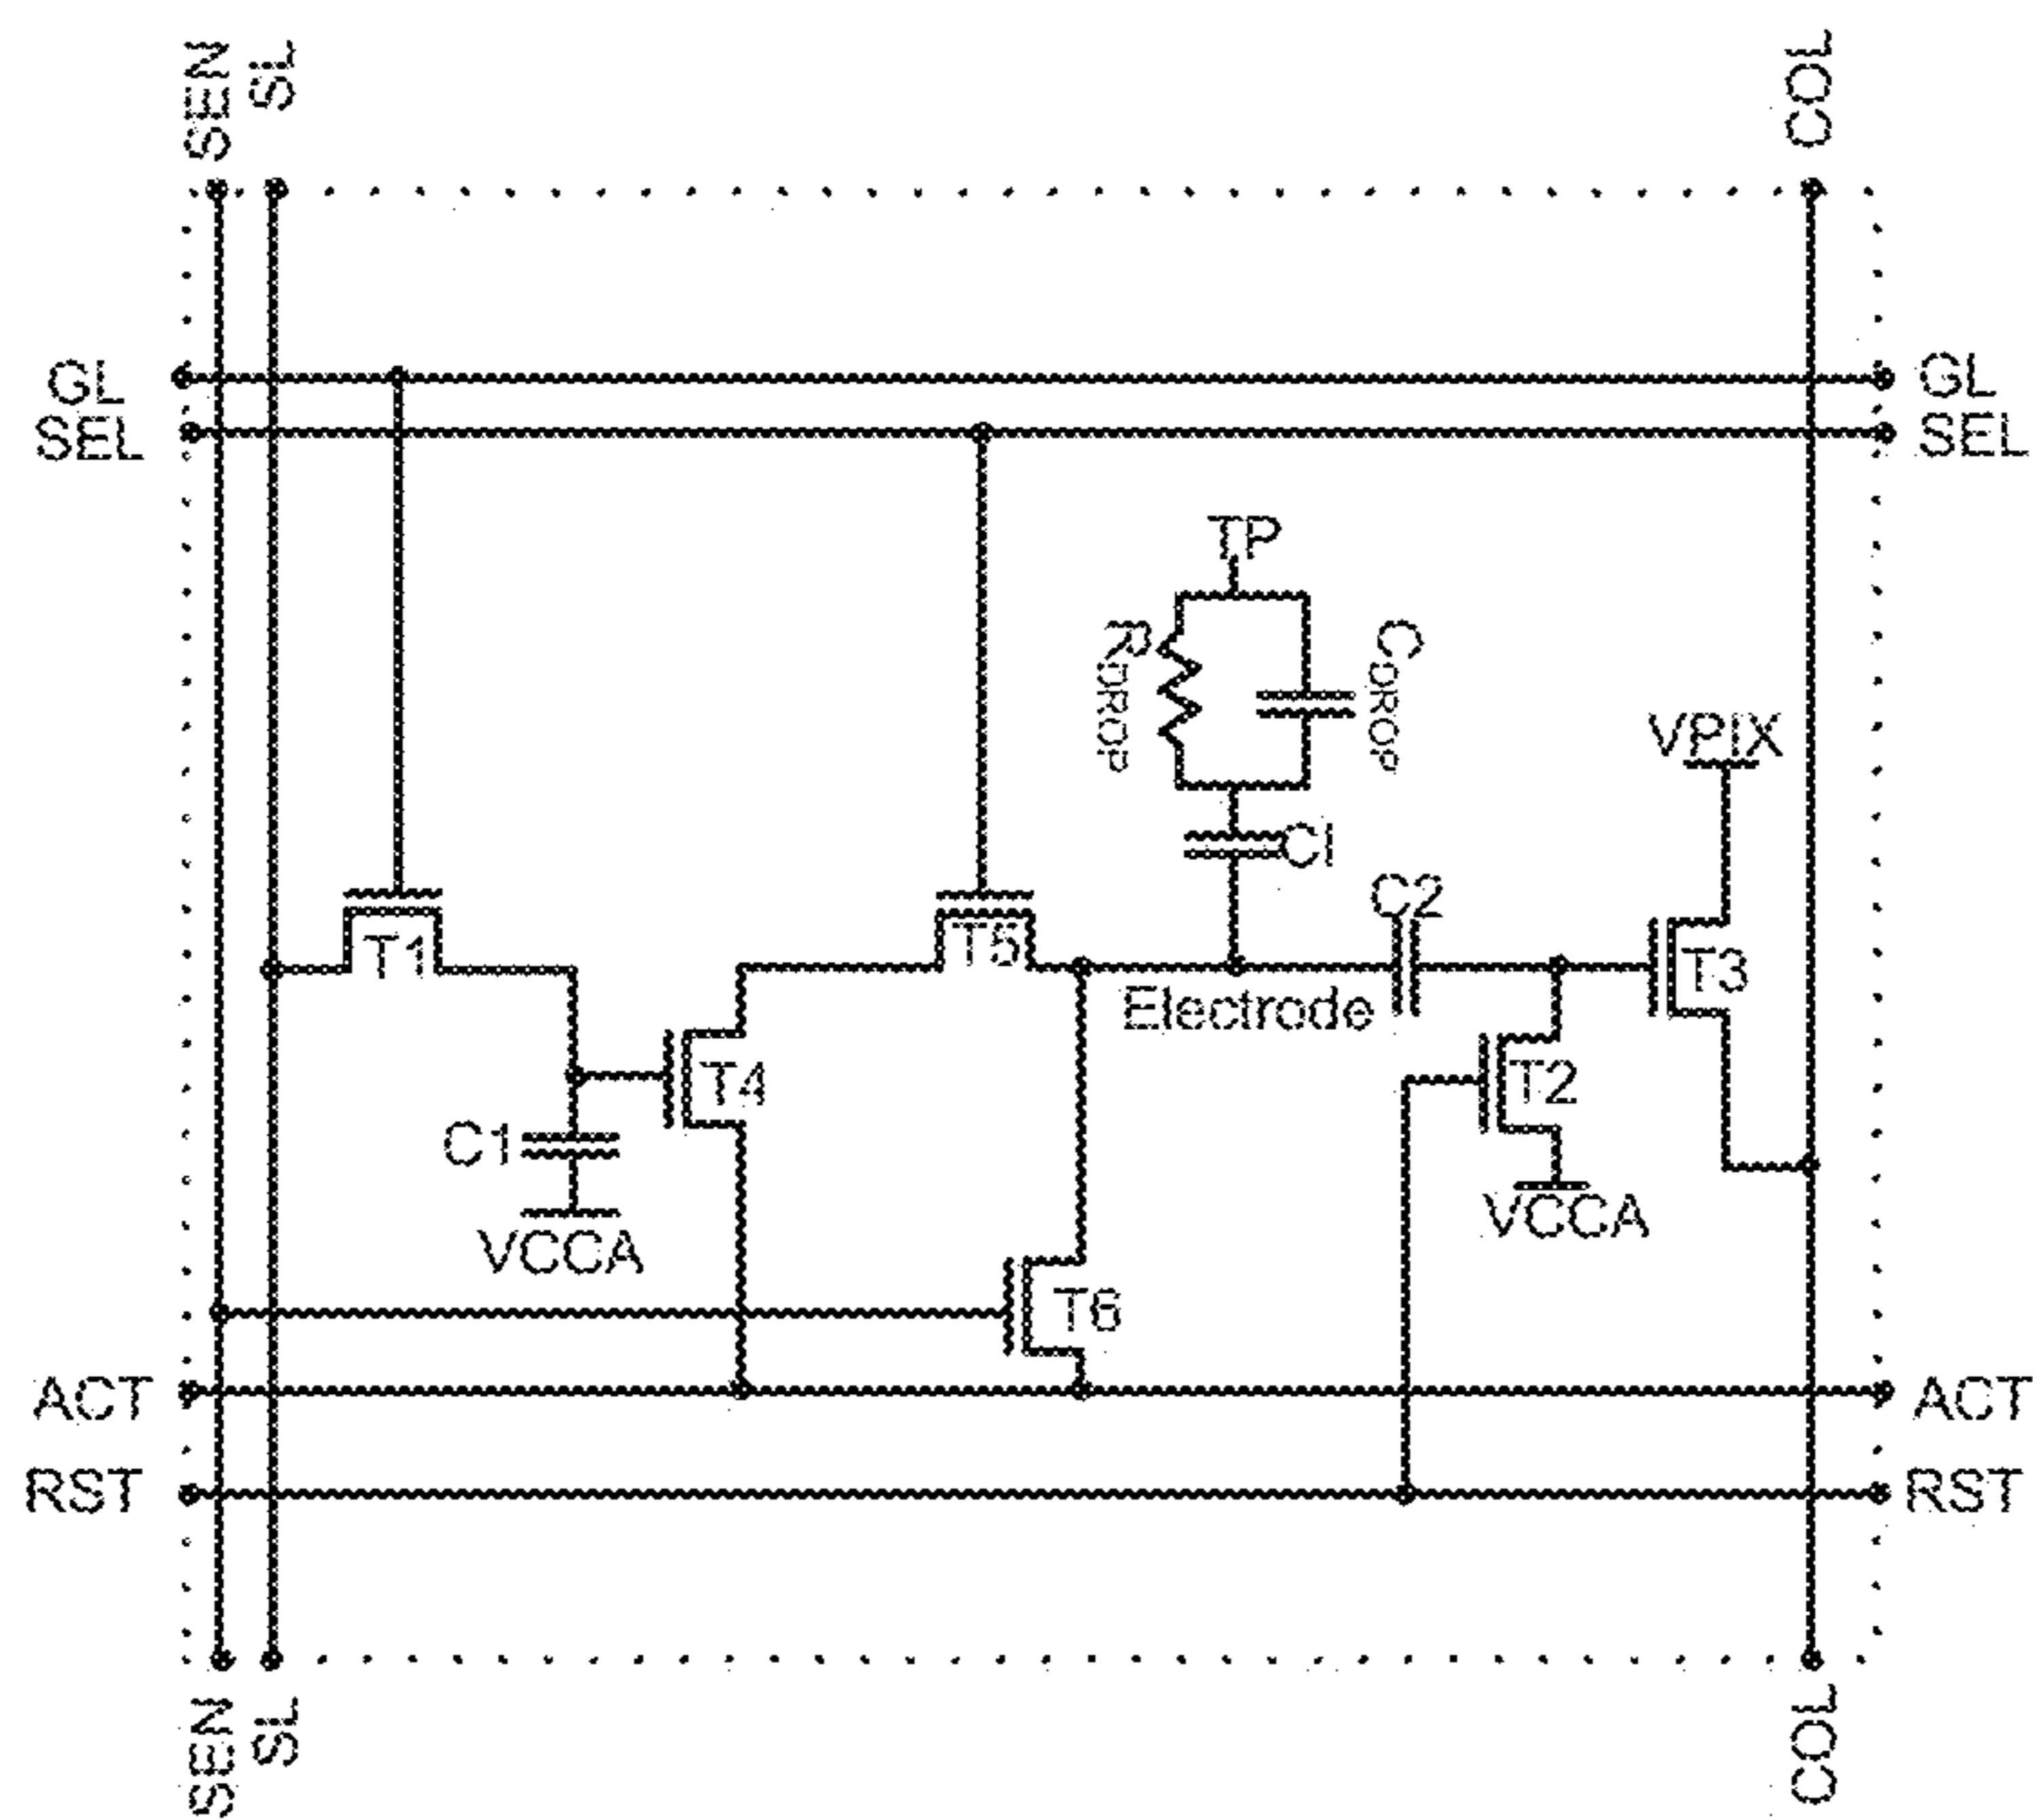 SEN
SL
COL
GL
GL
SEL
SEL
TP
RDROP
CDROP
VPIX
CI
C2
T1
T5
Electrode
T3
T4
T2
C1
VCCA
VCCA
T6
ACT
ACT
RST
RST
SEN
SL
COL